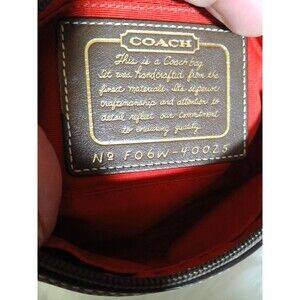 COACH
This is a Coach bag.
It was handcrafted from the
finest materials. Its superior
craftsmanship and attention to
detail reflect our commitment
to enduring quality.
Nº F06W-40025